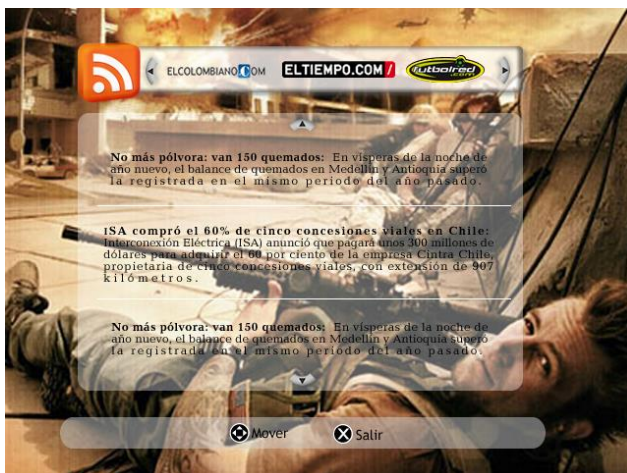 ELCOLOMBIANO.COM ELTIEMPO.COM/ futbolred.com
No más pólvora: van 150 quemados: En vísperas de la noche de
año nuevo, el balance de quemados en Medellín y Antioquia superó
la registrada en el mismo periodo del año pasado.
ISA compró el 60% de cinco concesiones viales en Chile:
Interconexión Eléctrica (ISA) anunció que pagará unos 300 millones de
dólares para adquirir el 60 por ciento de la empresa Cintra Chile,
propietaria de cinco concesiones viales, con extensión de 907
kilómetros.
No más pólvora: van 150 quemados: En vísperas de la noche de
año nuevo, el balance de quemados en Medellín y Antioquia superó
la registrada en el mismo periodo del año pasado.
Mover Salir